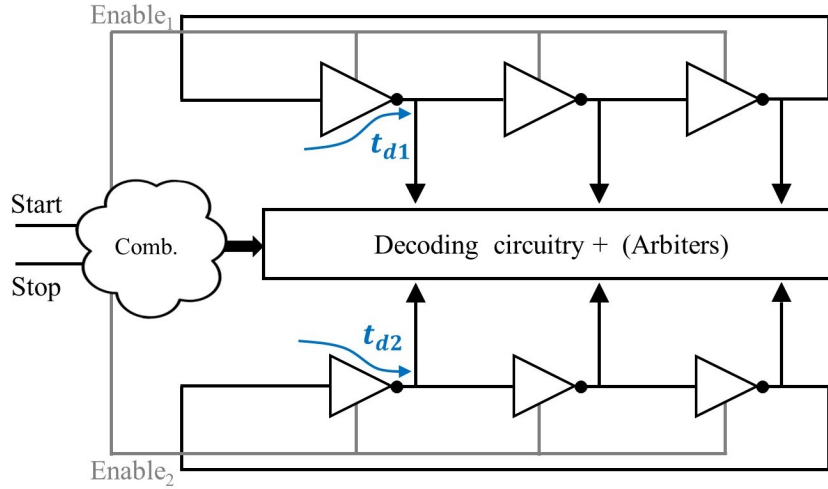 Enable1
td1
Start
Comb.
Decoding circuitry + (Arbiters)
Stop
td2
Enable2